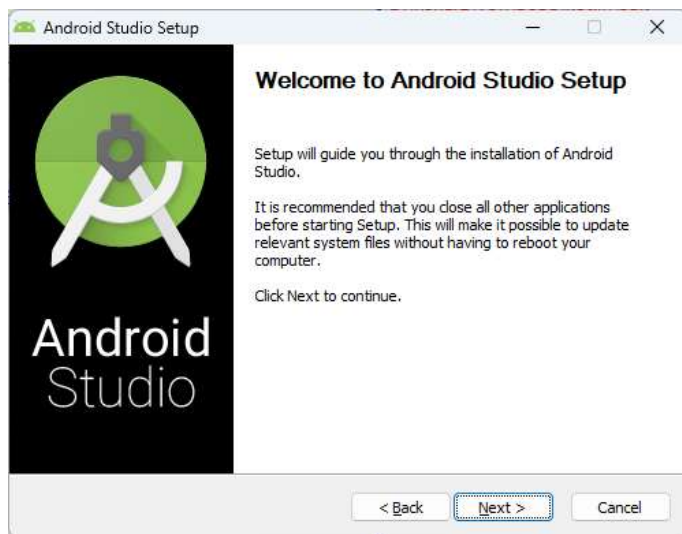 Android Studio Setup
Welcome to Android Studio Setup
Setup will guide you through the installation of Android
Studio.
It is recommended that you close all other applications
before starting Setup. This will make it possible to update
relevant system files without having to reboot your
computer.
Click Next to continue.
Android
Studio
< Back
Next >
Cancel